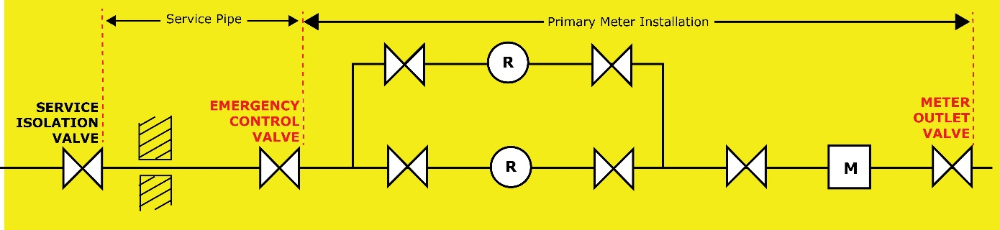 Service Pipe
Primary Meter Installation
R
SERVICE
ISOLATION
VALVE
EMERGENCY
CONTROL
VALVE
METER
OUTLET
VALVE
R
M